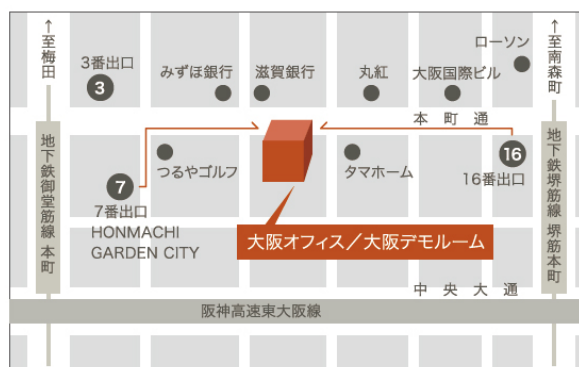 ↑至梅田
3番出口
3
みずほ銀行
滋賀銀行
丸紅
大阪国際ビル
ローソン
↑至南森町
本町通
地下鉄御堂筋線 本町
7
7番出口
HONMACHI
GARDEN CITY
つるやゴルフ
タマホーム
16
16番出口
地下鉄堺筋線 堺筋本町
大阪オフィス／大阪デモルーム
中央大通
阪神高速東大阪線